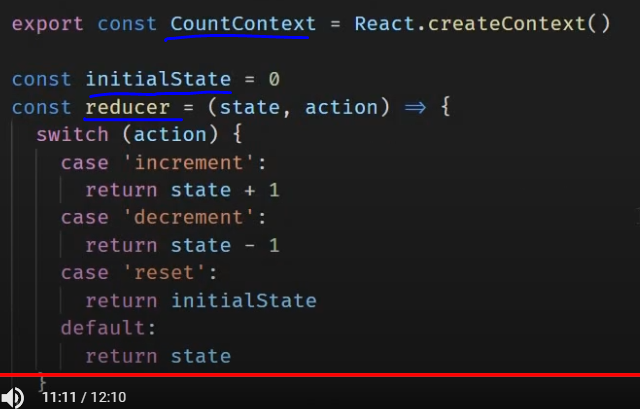 export const CountContext = React.createContext()
const initialState = 0
const reducer = (state, action) ⇒ {
switch (action) {
case 'increment':
return state + 1
case 'decrement':
return state - 1
case 'reset':
return initialState
default:
return state
}
11:11 / 12:10